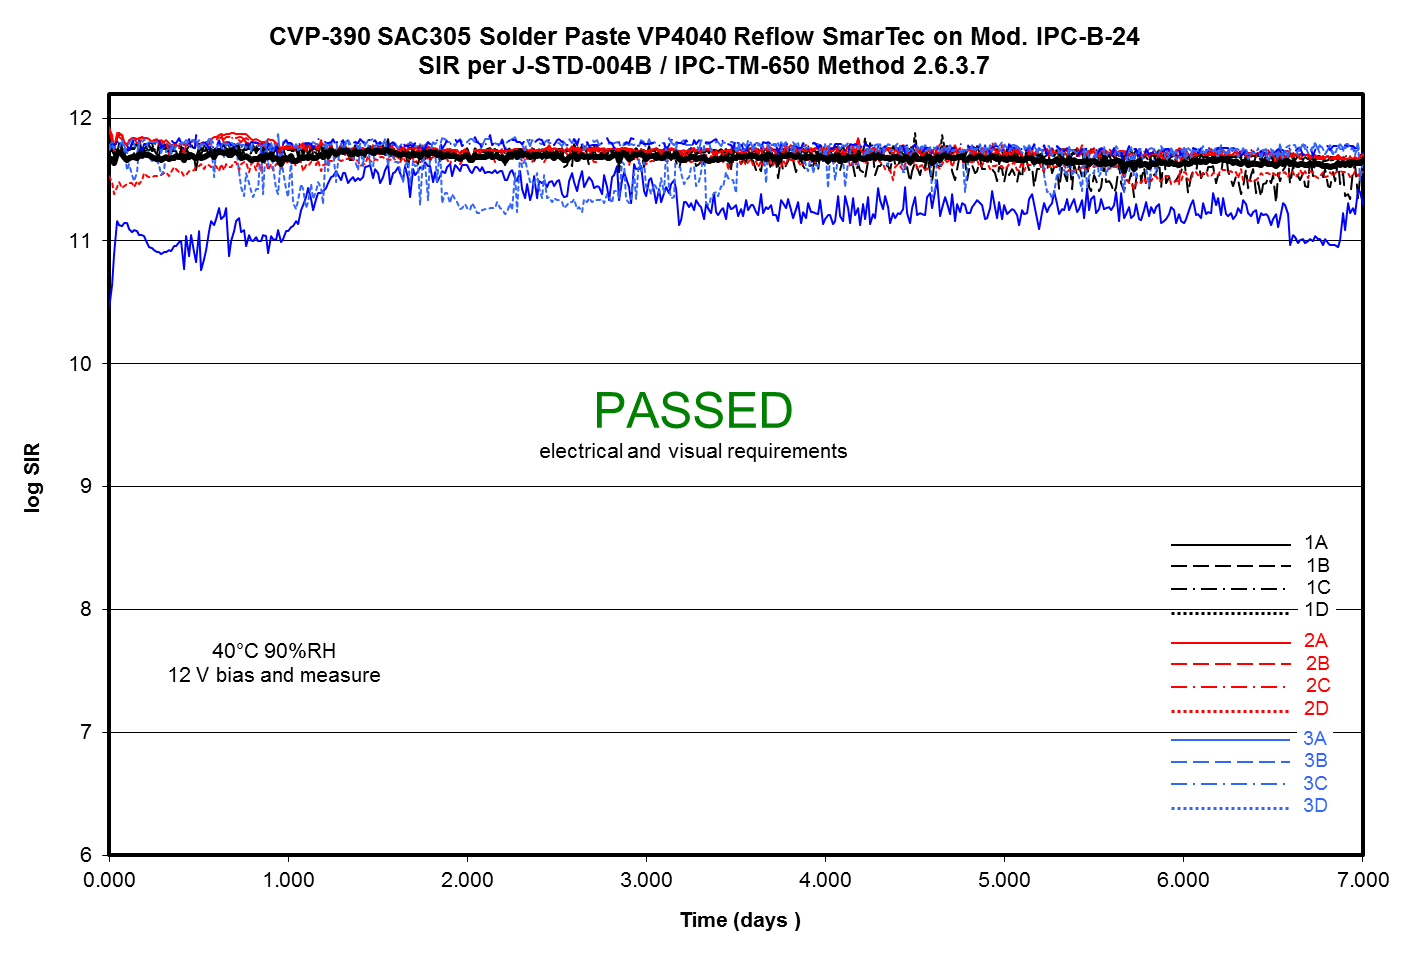 CVP-390 SAC305 Solder Paste VP4040 Reflow SmarTec on Mod. IPC-B-24
SIR per J-STD-004B / IPC-TM-650 Method 2.6.3.7
12
11
10
9
8
7
6
log SIR
PASSED
electrical and visual requirements
40°C 90%RH
12 V bias and measure
1A
1B
1C
1D
2A
2B
2C
2D
3A
3B
3C
3D
0.000 1.000 2.000 3.000 4.000 5.000 6.000 7.000
Time (days )